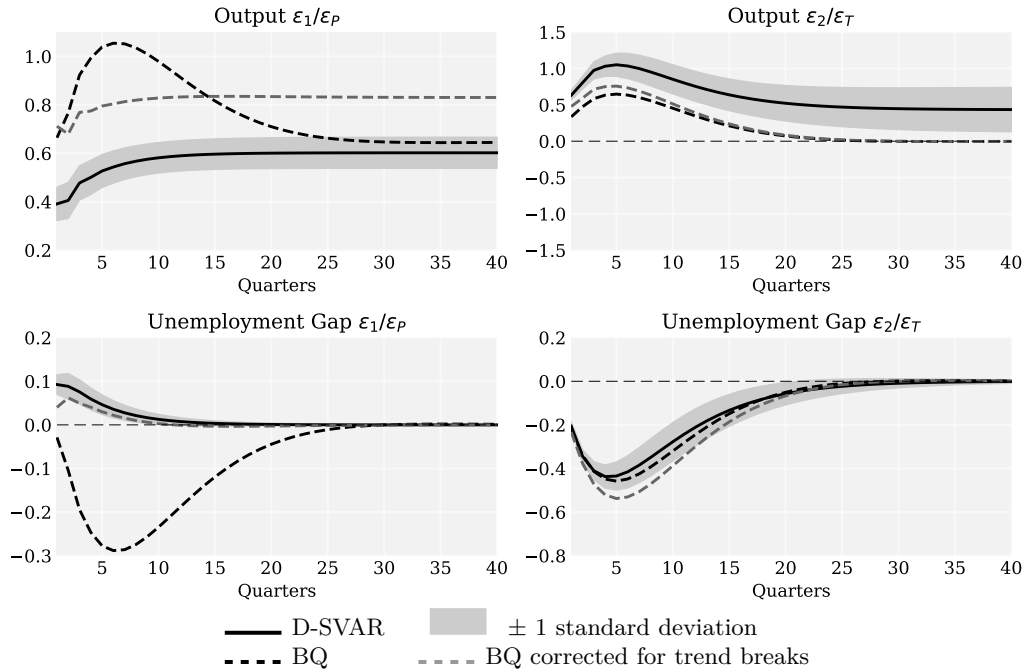 Output ε₁/ε_P
Output ε₂/ε_T
1.0
0.8
0.6
0.4
0.2
5 10 15 20 25 30 35 40
Quarters
1.5
1.0
0.5
0.0
−0.5
−1.0
−1.5
5 10 15 20 25 30 35 40
Quarters
Unemployment Gap ε₁/ε_P
Unemployment Gap ε₂/ε_T
0.2
0.1
0.0
−0.1
−0.2
−0.3
5 10 15 20 25 30 35 40
Quarters
0.2
0.0
−0.2
−0.4
−0.6
−0.8
5 10 15 20 25 30 35 40
Quarters
D-SVAR
± 1 standard deviation
BQ
BQ corrected for trend breaks